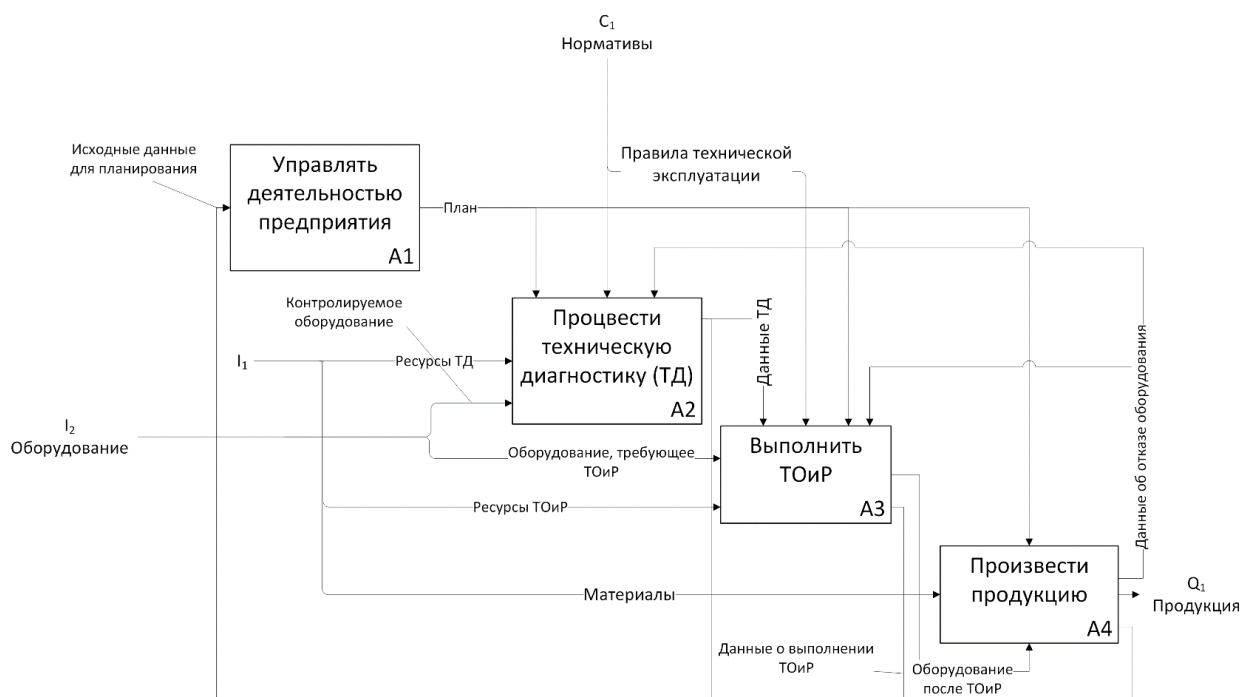 C₁
Нормативы
Исходные данные
для планирования
Управлять
деятельностью
предприятия
A1
План
Правила технической
эксплуатации
Контролируемое
оборудование
Процвести
техническую
диагностику (ТД)
A2
Данные ТД
Данные об отказе оборудования
I₁
Ресурсы ТД
I₂
Оборудование
Оборудование, требующее
ТОиР
Выполнить
ТОиР
A3
Ресурсы ТОиР
Произвести
продукцию
A4
Материалы
Q₁
Продукция
Данные о выполнении
ТОиР
Оборудование
после ТОиР